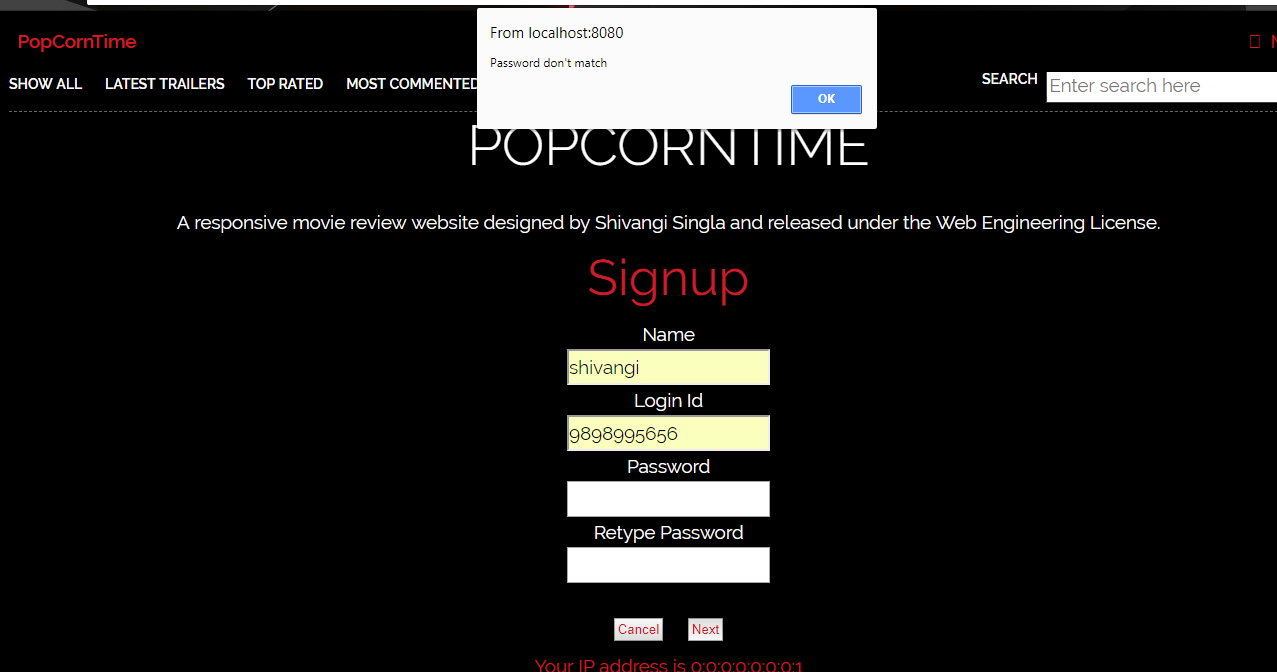 From localhost:8080
Password don't match
OK
PopCornTime
SHOW ALL LATEST TRAILERS TOP RATED MOST COMMENTED
SEARCH Enter search here
POPCORNTIME
A responsive movie review website designed by Shivangi Singla and released under the Web Engineering License.
Signup
Name
shivangi
Login Id
9898995656
Password
Retype Password
Cancel Next
Your IP address is 0:0:0:0:0:0:0:1